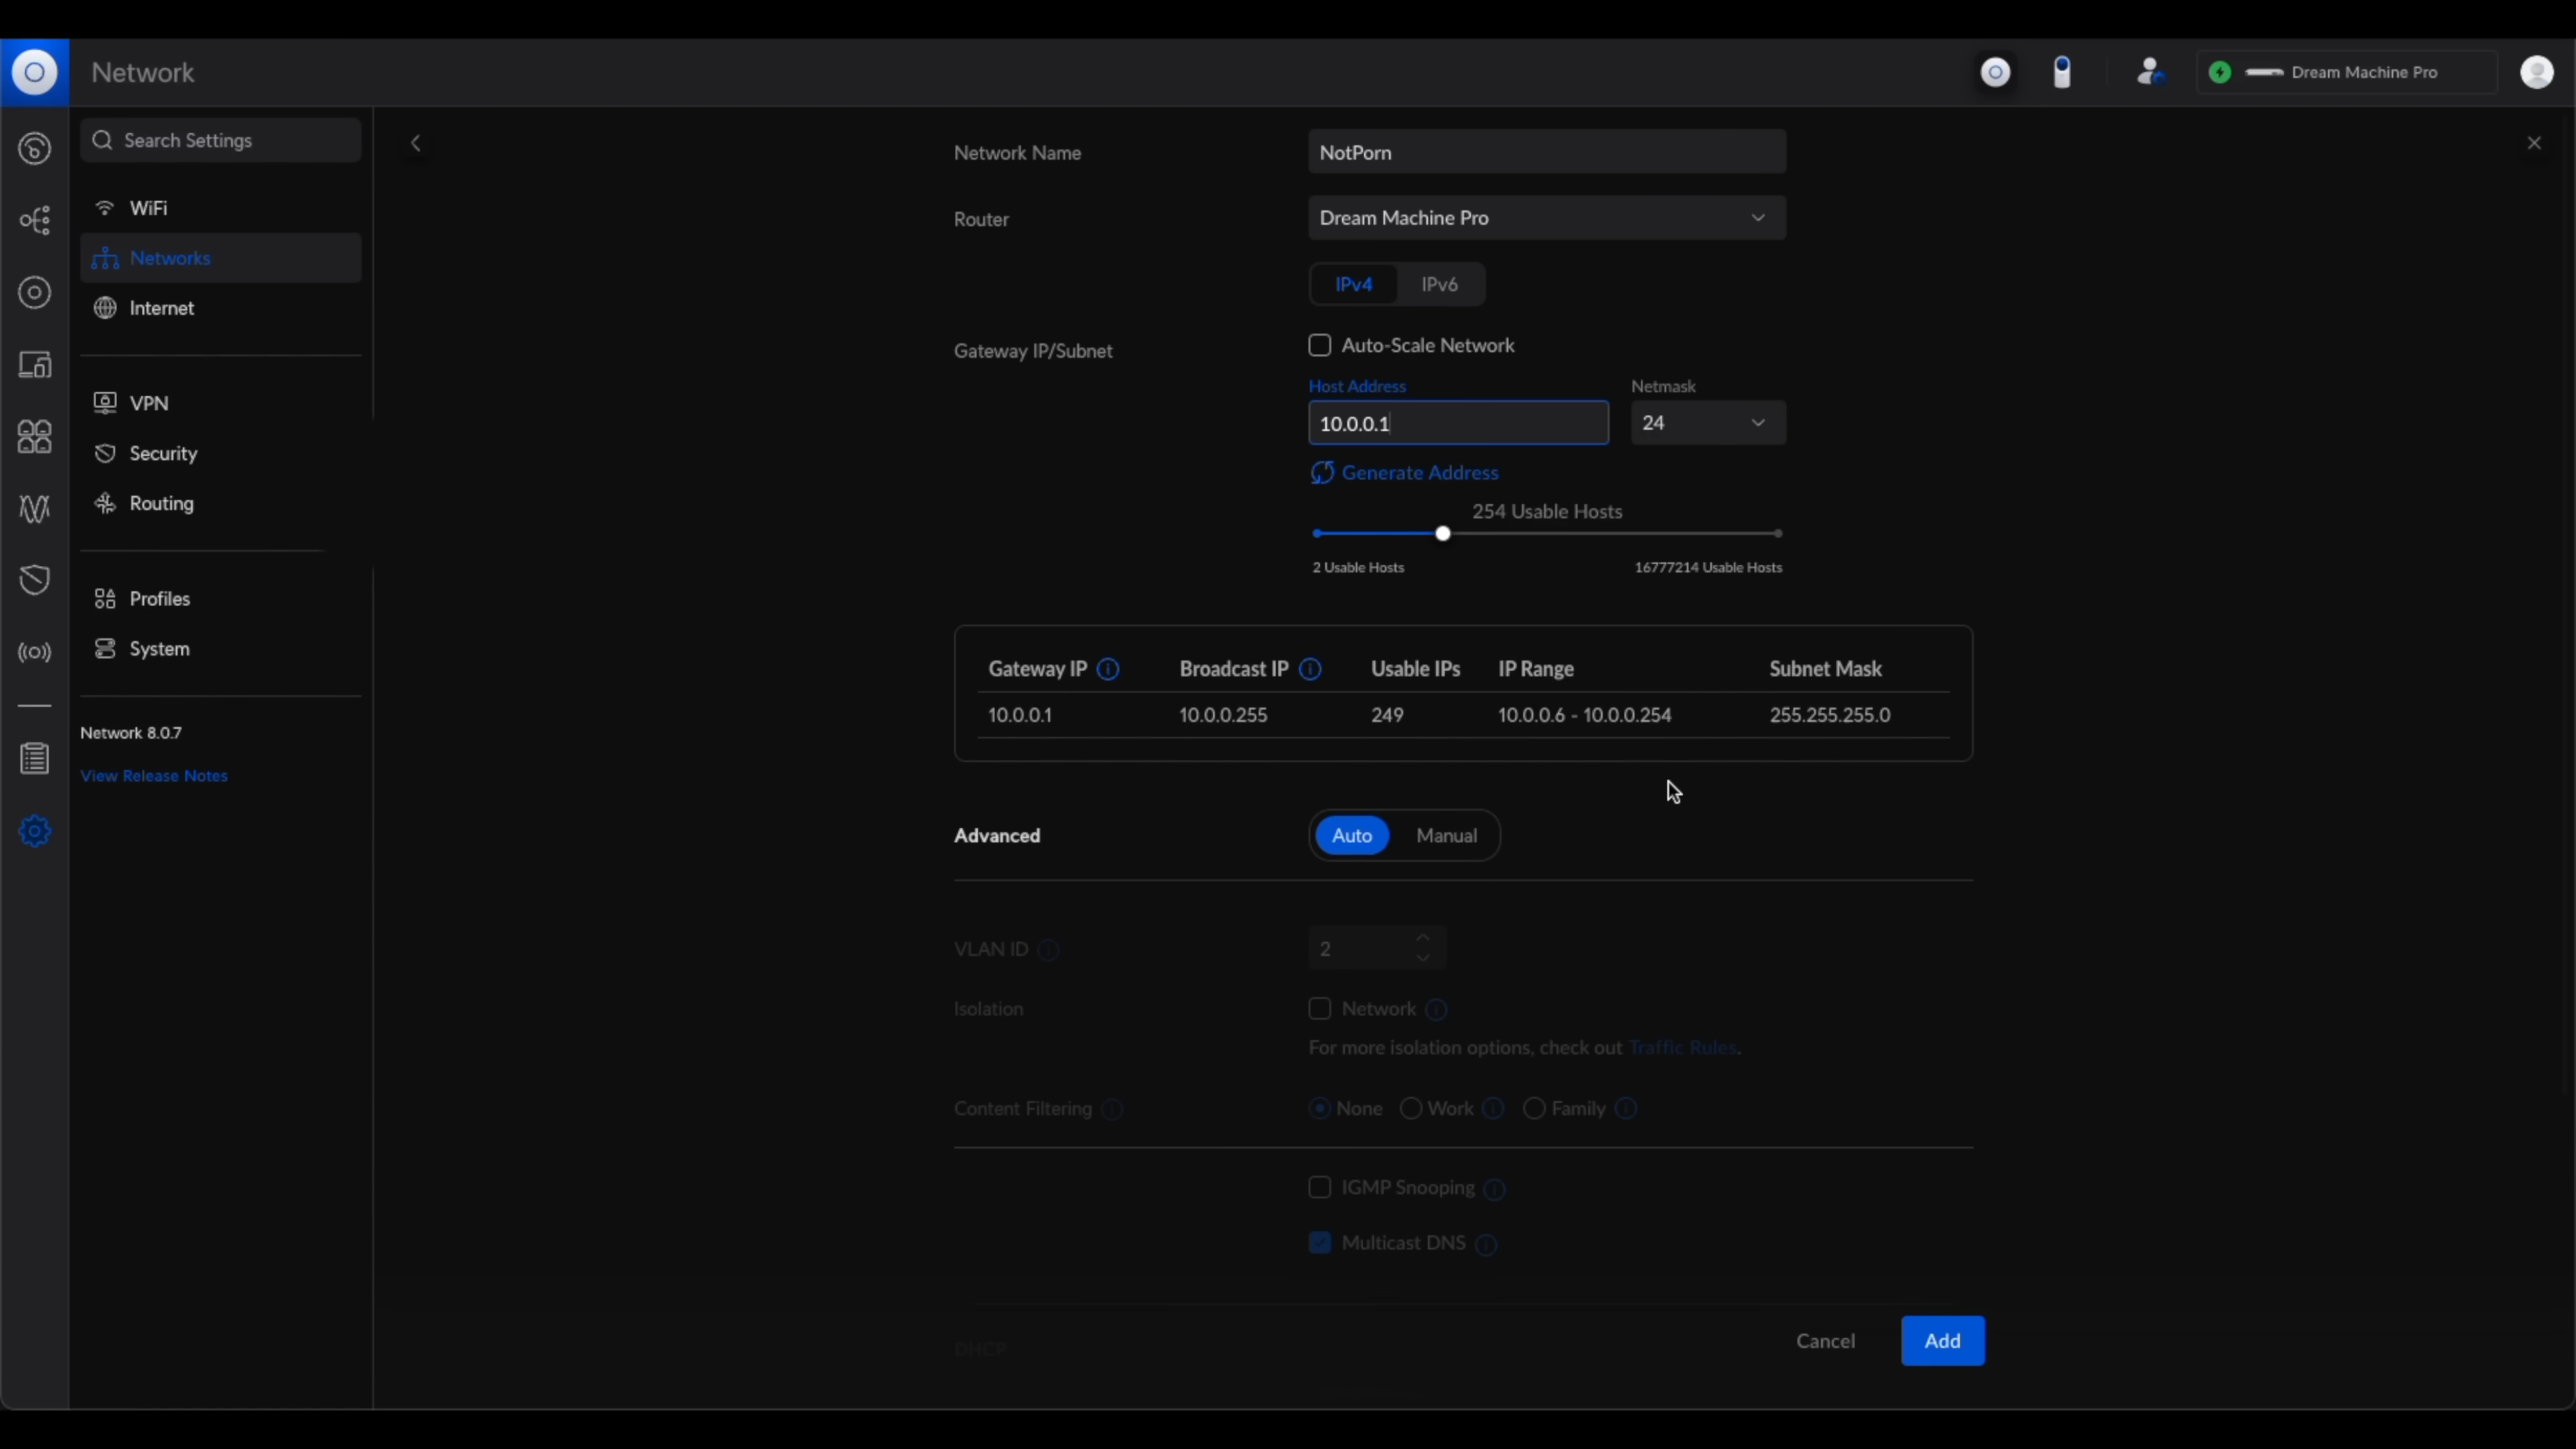 Network
Dream Machine Pro
Search Settings
WiFi
Networks
Internet
VPN
Security
Routing
Profiles
System
Network 8.0.7
View Release Notes
Network Name
NotPorn
Router
Dream Machine Pro
IPv4 IPv6
Gateway IP/Subnet
Auto-Scale Network
Host Address Netmask
10.0.0.1 24
Generate Address
254 Usable Hosts
2 Usable Hosts 16777214 Usable Hosts
Gateway IP Broadcast IP Usable IPs IP Range Subnet Mask
10.0.0.1 10.0.0.255 249 10.0.0.6 - 10.0.0.254 255.255.255.0
Advanced Auto Manual
VLAN ID 2
Isolation Network
For more isolation options, check out Traffic Rules.
Content Filtering None Work Family
IGMP Snooping
Multicast DNS
DHCP
Cancel Add